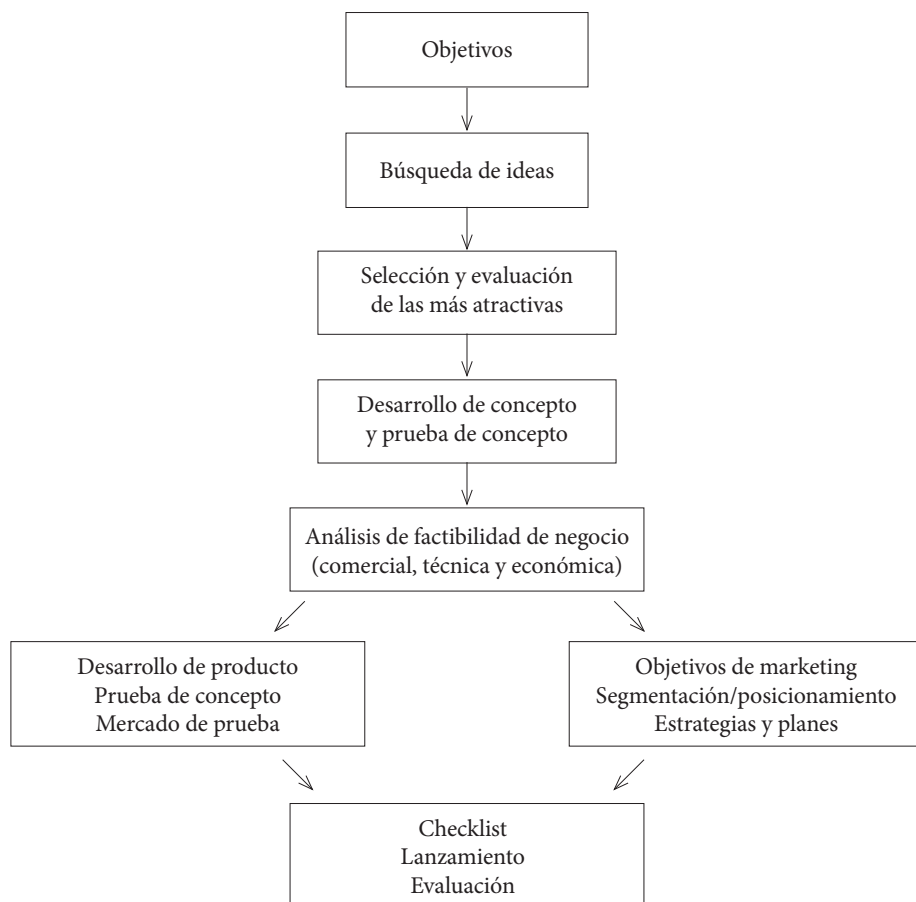 Objetivos
Búsqueda de ideas
Selección y evaluación
de las más atractivas
Desarrollo de concepto
y prueba de concepto
Análisis de factibilidad de negocio
(comercial, técnica y económica)
Desarrollo de producto
Prueba de concepto
Mercado de prueba
Objetivos de marketing
Segmentación/posicionamiento
Estrategias y planes
Checklist
Lanzamiento
Evaluación